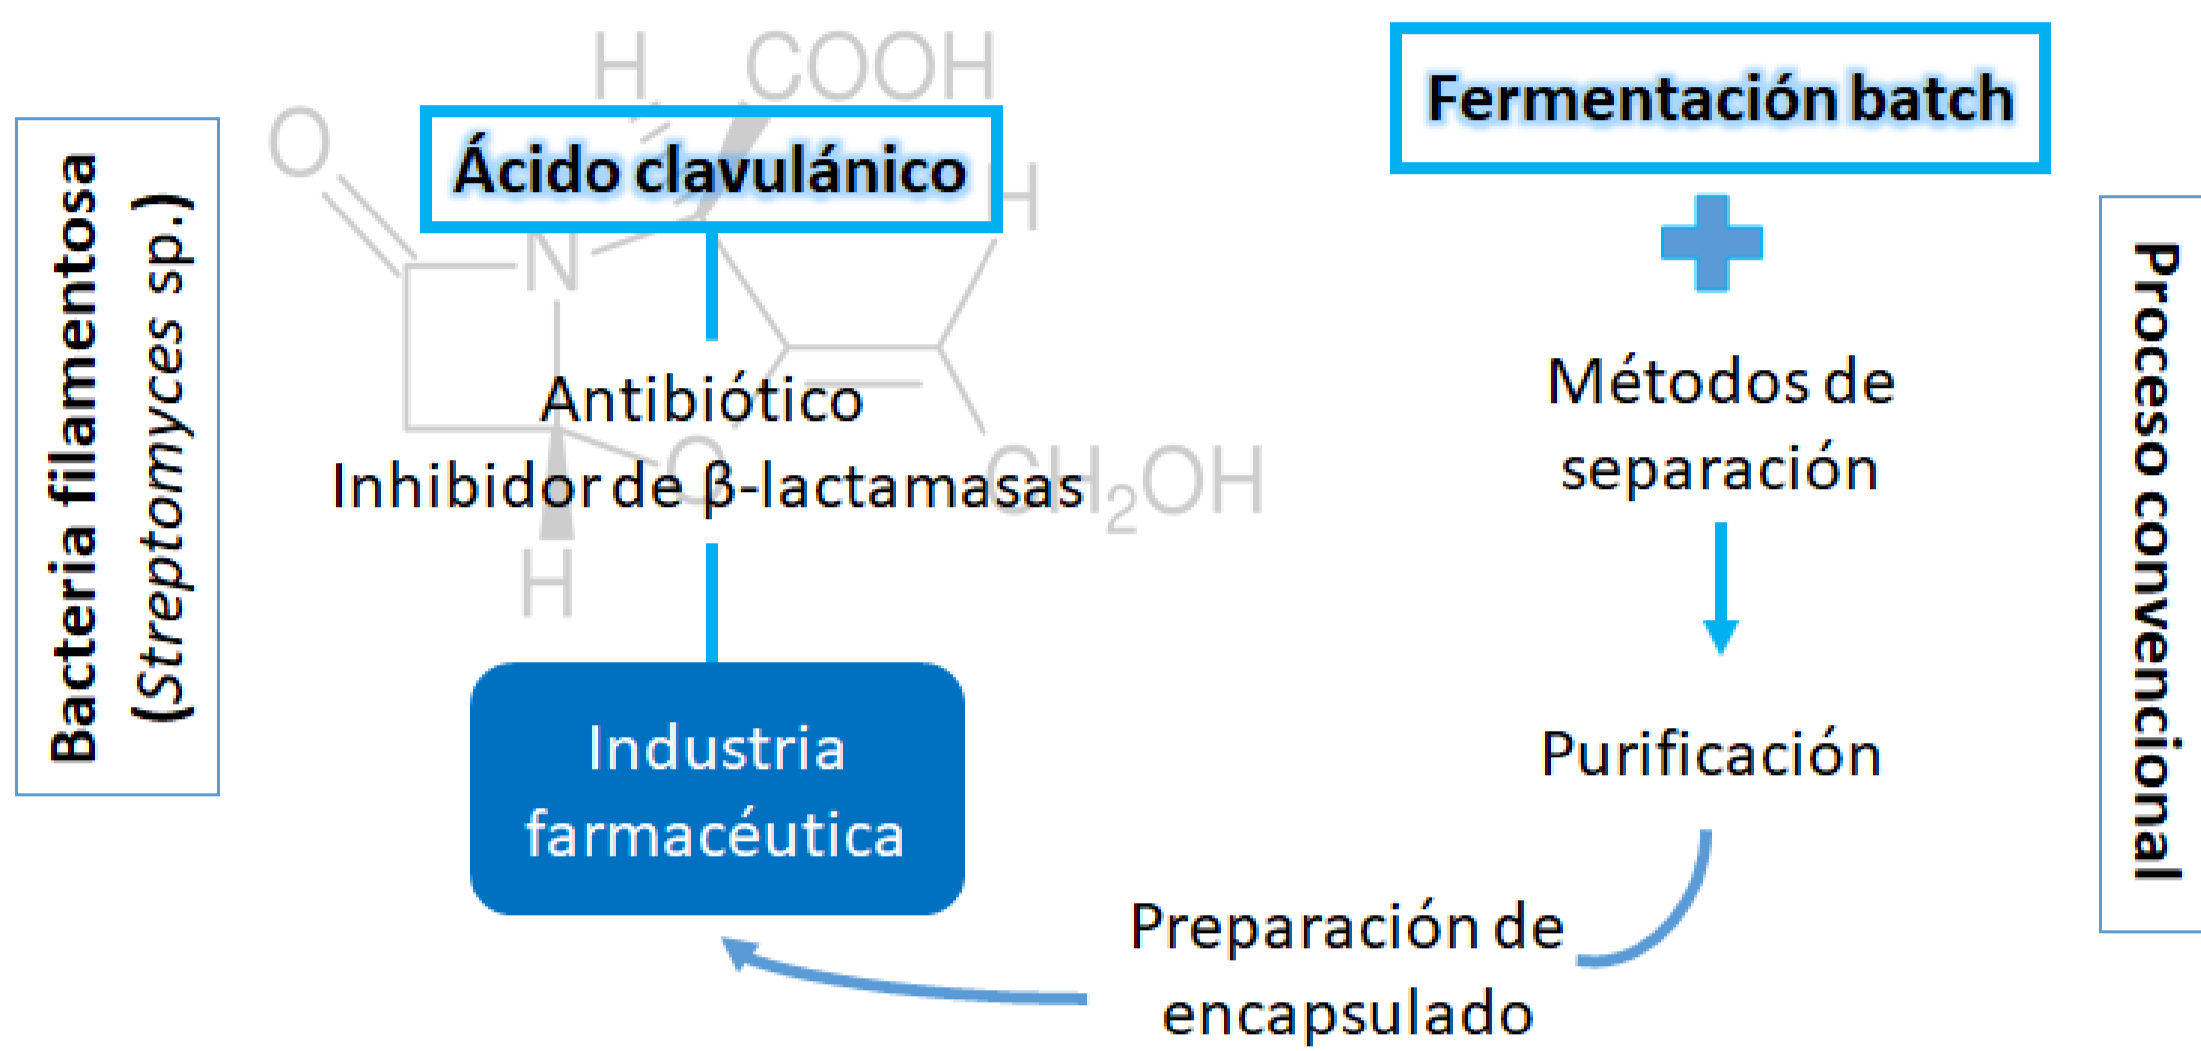 Bacteria filamentosa
(Streptomyces sp.)
H
COOH
O
Ácido clavulánico
H
N
Antibiótico
O
Inhibidor de β-lactamasas
CH₂OH
H
Industria
farmacéutica
Fermentación batch
Métodos de
separación
Purificación
Preparación de
encapsulado
Proceso convencional